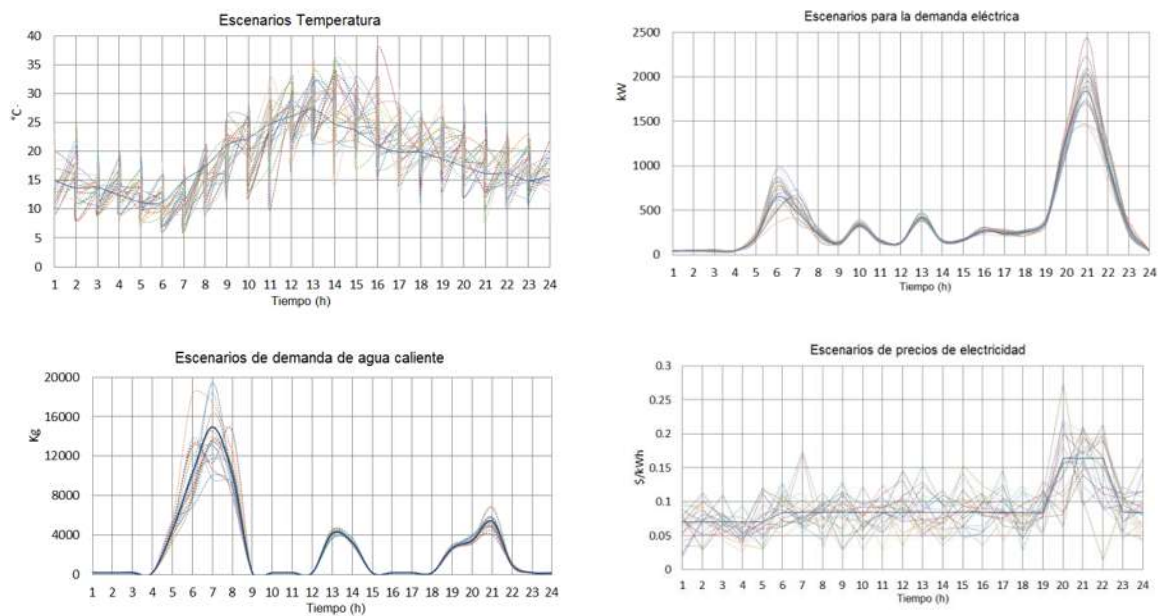 Escenarios Temperatura
40
35
30
25
20
15
10
5
0
°C
1 2 3 4 5 6 7 8 9 10 11 12 13 14 15 16 17 18 19 20 21 22 23 24
Tiempo (h)
Escenarios para la demanda eléctrica
2500
2000
1500
1000
500
0
kW
1 2 3 4 5 6 7 8 9 10 11 12 13 14 15 16 17 18 19 20 21 22 23 24
Tiempo (h)
Escenarios de demanda de agua caliente
20000
16000
12000
8000
4000
0
Kg
1 2 3 4 5 6 7 8 9 10 11 12 13 14 15 16 17 18 19 20 21 22 23 24
Tiempo (h)
Escenarios de precios de electricidad
0.3
0.25
0.2
0.15
0.1
0.05
0
$/kWh
1 2 3 4 5 6 7 8 9 10 11 12 13 14 15 16 17 18 19 20 21 22 23 24
Tiempo (h)